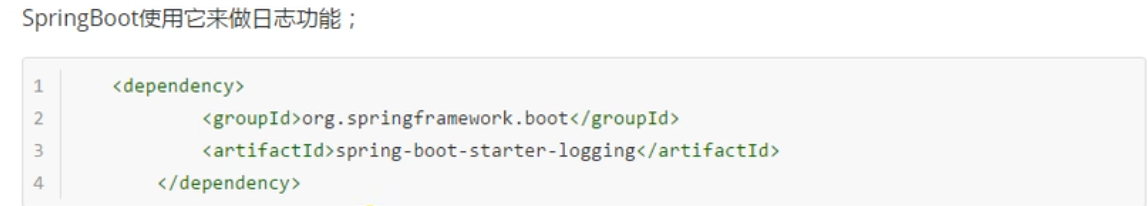 SpringBoot使用它来做日志功能；
1 <dependency>
2 <groupId>org.springframework.boot</groupId>
3 <artifactId>spring-boot-starter-logging</artifactId>
4 </dependency>